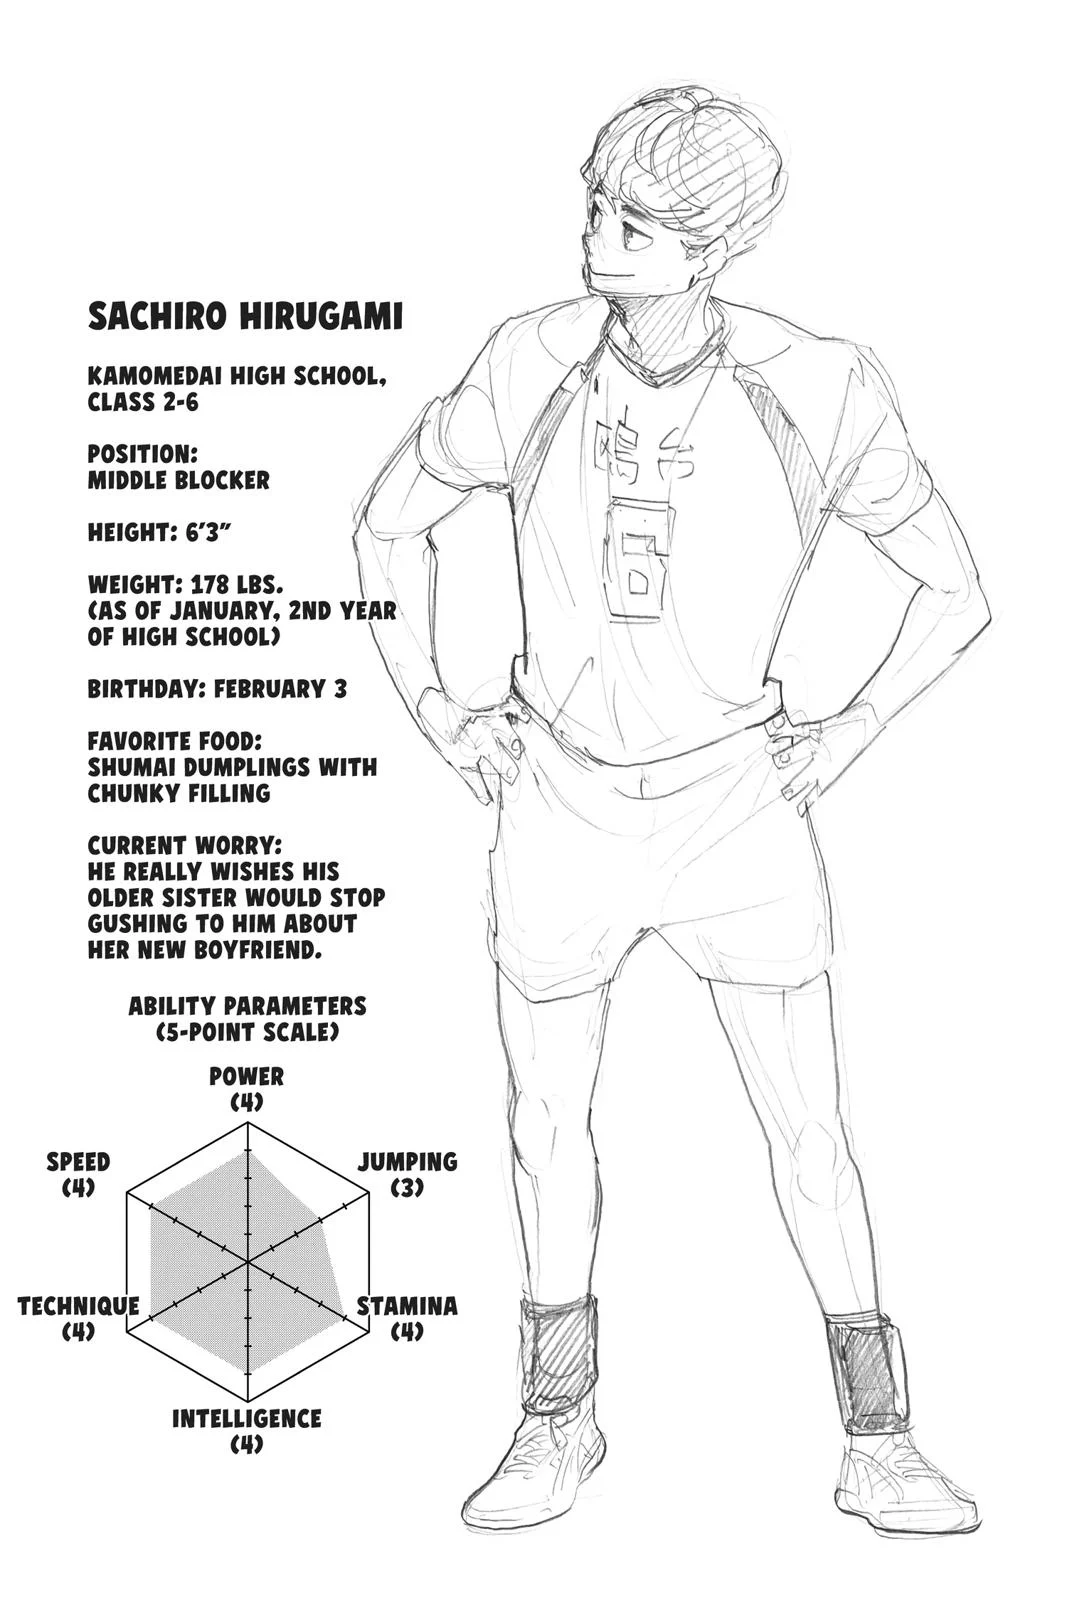 SACHIRO HIRUGAMI
KAMOMEDAI HIGH SCHOOL,
CLASS 2-6
POSITION:
MIDDLE BLOCKER
HEIGHT: 6'3"
WEIGHT: 178 LBS.
(AS OF JANUARY, 2ND YEAR
OF HIGH SCHOOL)
BIRTHDAY: FEBRUARY 3
FAVORITE FOOD:
SHUMAI DUMPLINGS WITH
CHUNKY FILLING
CURRENT WORRY:
HE REALLY WISHES HIS
OLDER SISTER WOULD STOP
GUSHING TO HIM ABOUT
HER NEW BOYFRIEND.
ABILITY PARAMETERS
(5-POINT SCALE)
POWER
(4)
SPEED
(4)
JUMPING
(3)
TECHNIQUE
(4)
STAMINA
(4)
INTELLIGENCE
(4)